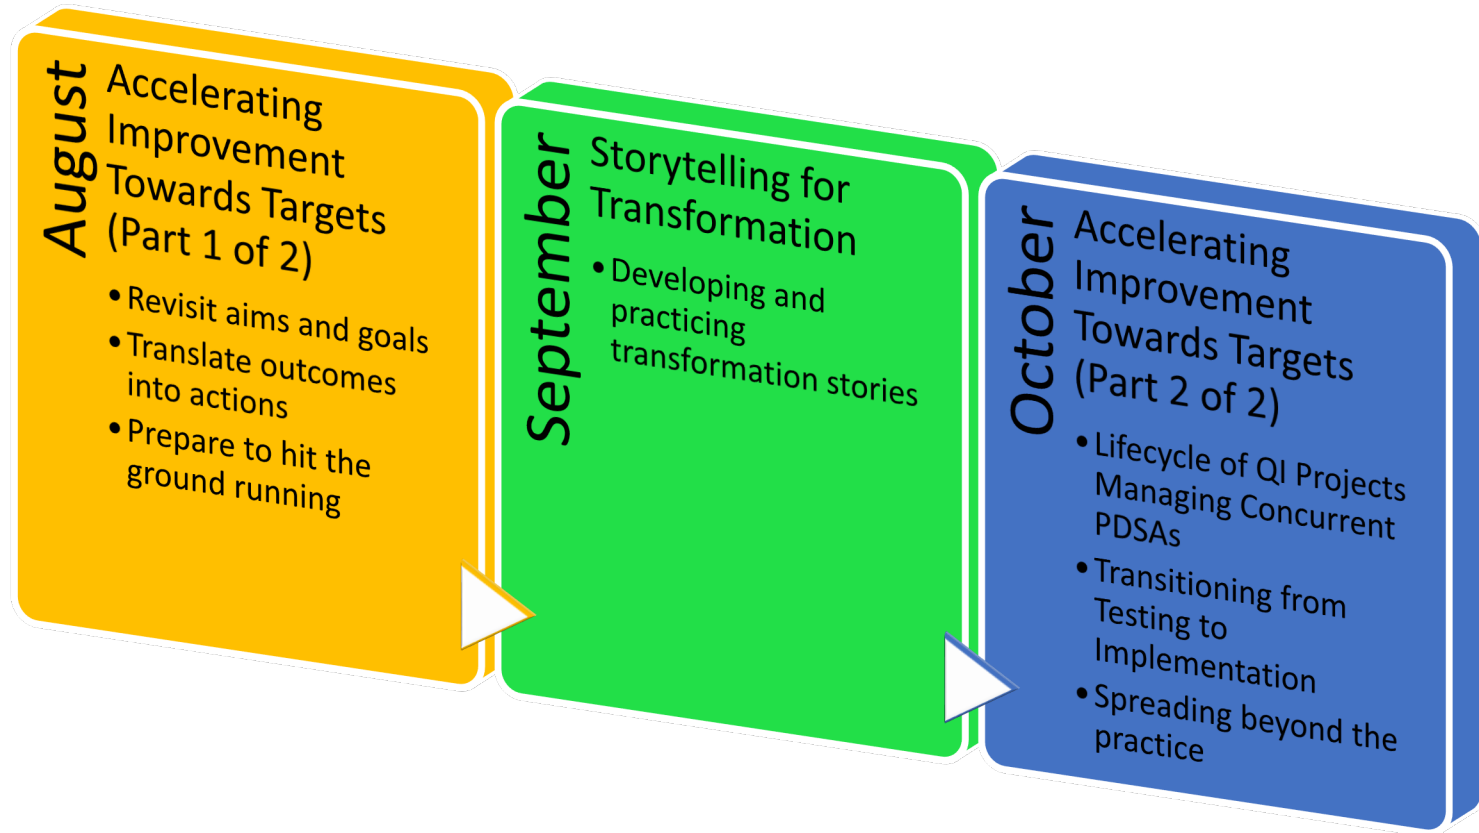 August
Accelerating
Improvement
Towards Targets
(Part 1 of 2)
• Revisit aims and goals
• Translate outcomes
into actions
• Prepare to hit the
ground running
September
Storytelling for
Transformation
• Developing and
practicing
transformation stories
October
Accelerating
Improvement
Towards Targets
(Part 2 of 2)
• Lifecycle of QI Projects
Managing Concurrent
PDSAs
• Transitioning from
Testing to
Implementation
• Spreading beyond the
practice